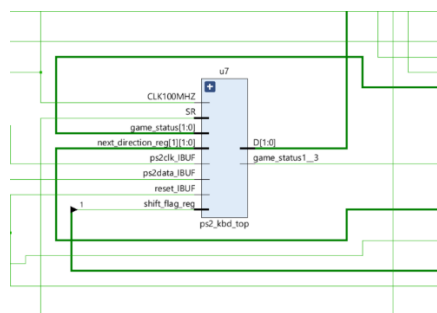 u7
CLK100MHZ
SR
game_status[1:0]
next_direction_reg[1][1:0]
D[1:0]
ps2clk_IBUF
game_status1__3
ps2data_IBUF
reset_IBUF
shift_flag_reg
1
ps2_kbd_top